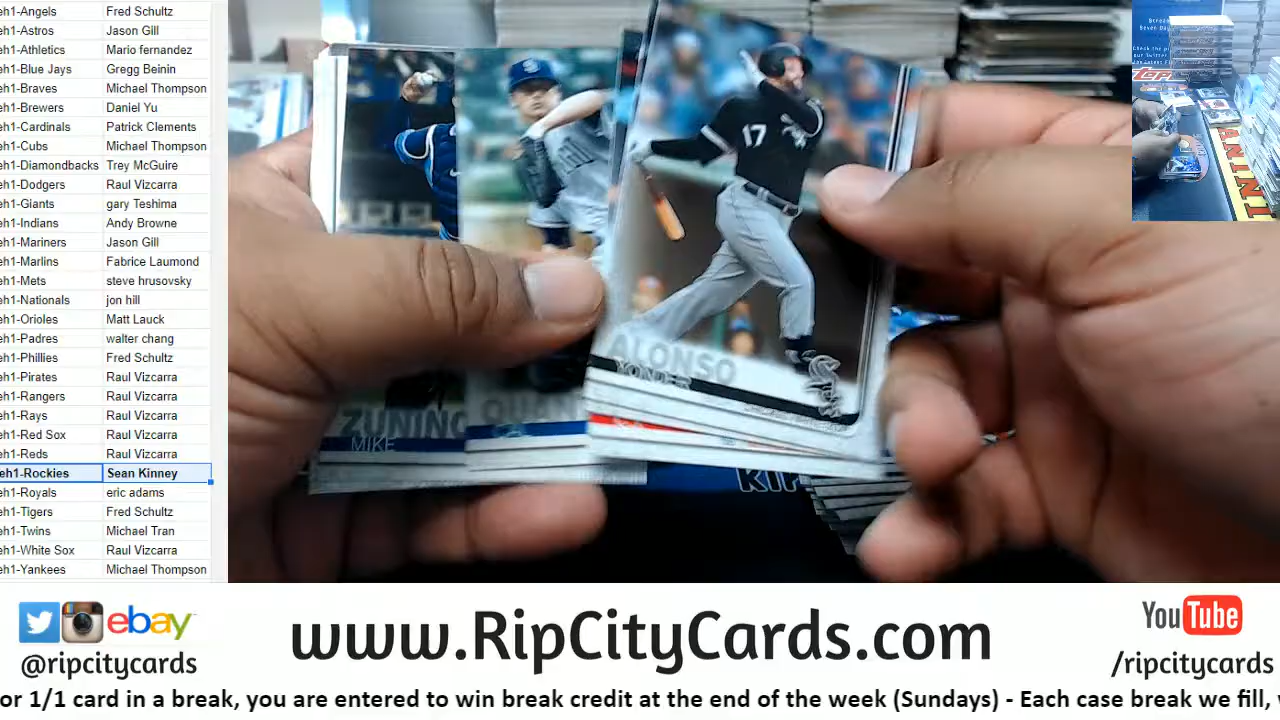 eh1-Angels Fred Schultz
eh1-Astros Jason Gill
eh1-Athletics Mario fernandez
eh1-Blue Jays Gregg Beinin
eh1-Braves Michael Thompson
eh1-Brewers Daniel Yu
eh1-Cardinals Patrick Clements
eh1-Cubs Michael Thompson
eh1-Diamondbacks Trey McGuire
eh1-Dodgers Raul Vizcarra
eh1-Giants gary Teshima
eh1-Indians Andy Browne
eh1-Mariners Jason Gill
eh1-Marlins Fabrice Laumond
eh1-Mets steve hrusovsky
eh1-Nationals jon hill
eh1-Orioles Matt Lauck
eh1-Padres walter chang
eh1-Phillies Fred Schultz
eh1-Pirates Raul Vizcarra
eh1-Rangers Raul Vizcarra
eh1-Rays Raul Vizcarra
eh1-Red Sox Raul Vizcarra
eh1-Reds Raul Vizcarra
eh1-Rockies Sean Kinney
eh1-Royals eric adams
eh1-Tigers Fred Schultz
eh1-Twins Michael Tran
eh1-White Sox Raul Vizcarra
eh1-Yankees Michael Thompson
17
ALONSO
YONDER
ZUNINO
MIKE
QUAN
RIP
Topps
PANINI
ebay
@ripcitycards
www.RipCityCards.com
YouTube
/ripcitycards
or 1/1 card in a break, you are entered to win break credit at the end of the week (Sundays) - Each case break we fill,